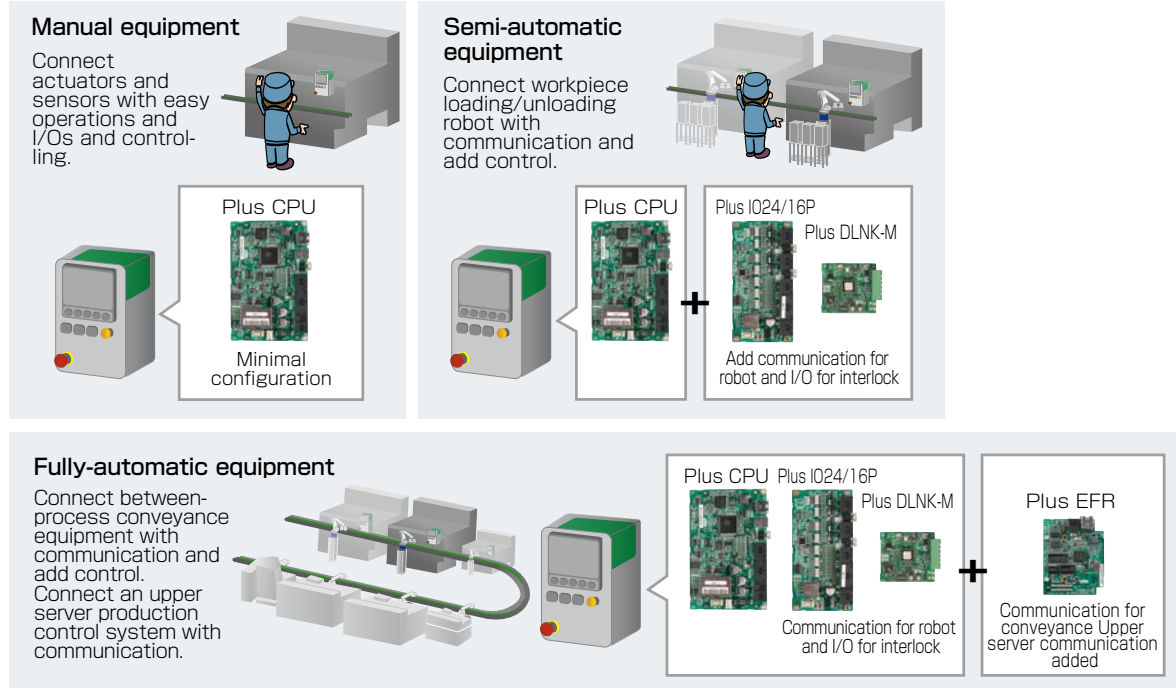 Manual equipment
Connect
actuators and
sensors with easy
operations and
I/Os and control-
ling.
Plus CPU
Minimal
configuration
Semi-automatic
equipment
Connect workpiece
loading/unloading
robot with
communication and
add control.
Plus CPU
+
Plus IO24/16P
Plus DLNK-M
Add communication for
robot and I/O for interlock
Fully-automatic equipment
Connect between-
process conveyance
equipment with
communication and
add control.
Connect an upper
server production
control system with
communication.
Plus CPU
Plus IO24/16P
Plus DLNK-M
Communication for robot
and I/O for interlock
+
Plus EFR
Communication for
conveyance Upper
server communication
added